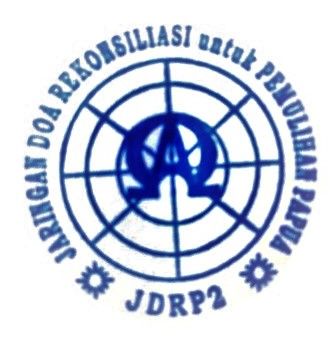 JARINGAN DOA REKONSILIASI untuk PEMULIHAN PAPUA
JDRP2